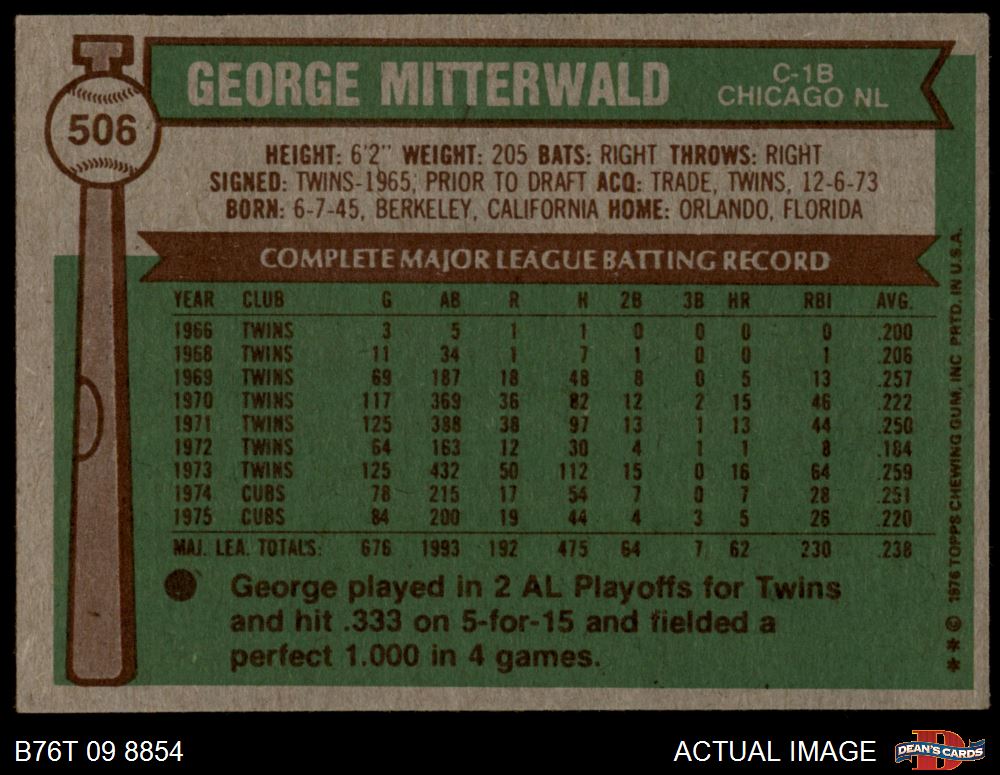 506
GEORGE MITTERWALD
C-1B
CHICAGO NL
HEIGHT: 6'2" WEIGHT: 205 BATS: RIGHT THROWS: RIGHT
SIGNED: TWINS-1965, PRIOR TO DRAFT ACQ: TRADE, TWINS, 12-6-73
BORN: 6-7-45, BERKELEY, CALIFORNIA HOME: ORLANDO, FLORIDA
COMPLETE MAJOR LEAGUE BATTING RECORD
YEAR CLUB G AB R H 2B 3B HR RBI AVG.
1966 TWINS 3 5 1 1 0 0 0 0 .200
1968 TWINS 11 34 1 7 1 0 0 1 .206
1969 TWINS 69 187 18 48 8 0 5 13 .257
1970 TWINS 117 369 36 82 12 2 15 46 .222
1971 TWINS 125 388 38 97 13 1 13 44 .250
1972 TWINS 64 163 12 30 4 1 1 8 .184
1973 TWINS 125 432 50 112 15 0 16 64 .259
1974 CUBS 78 215 17 54 7 0 7 28 .251
1975 CUBS 84 200 19 44 4 3 5 26 .220
MAJ. LEA. TOTALS: 676 1993 192 475 64 7 62 230 .238
George played in 2 AL Playoffs for Twins
and hit .333 on 5-for-15 and fielded a
perfect 1.000 in 4 games.
* * © 1976 TOPPS CHEWING GUM, INC PRTD. IN U.S.A.
B76T 09 8854
ACTUAL IMAGE
DEAN'S CARDS